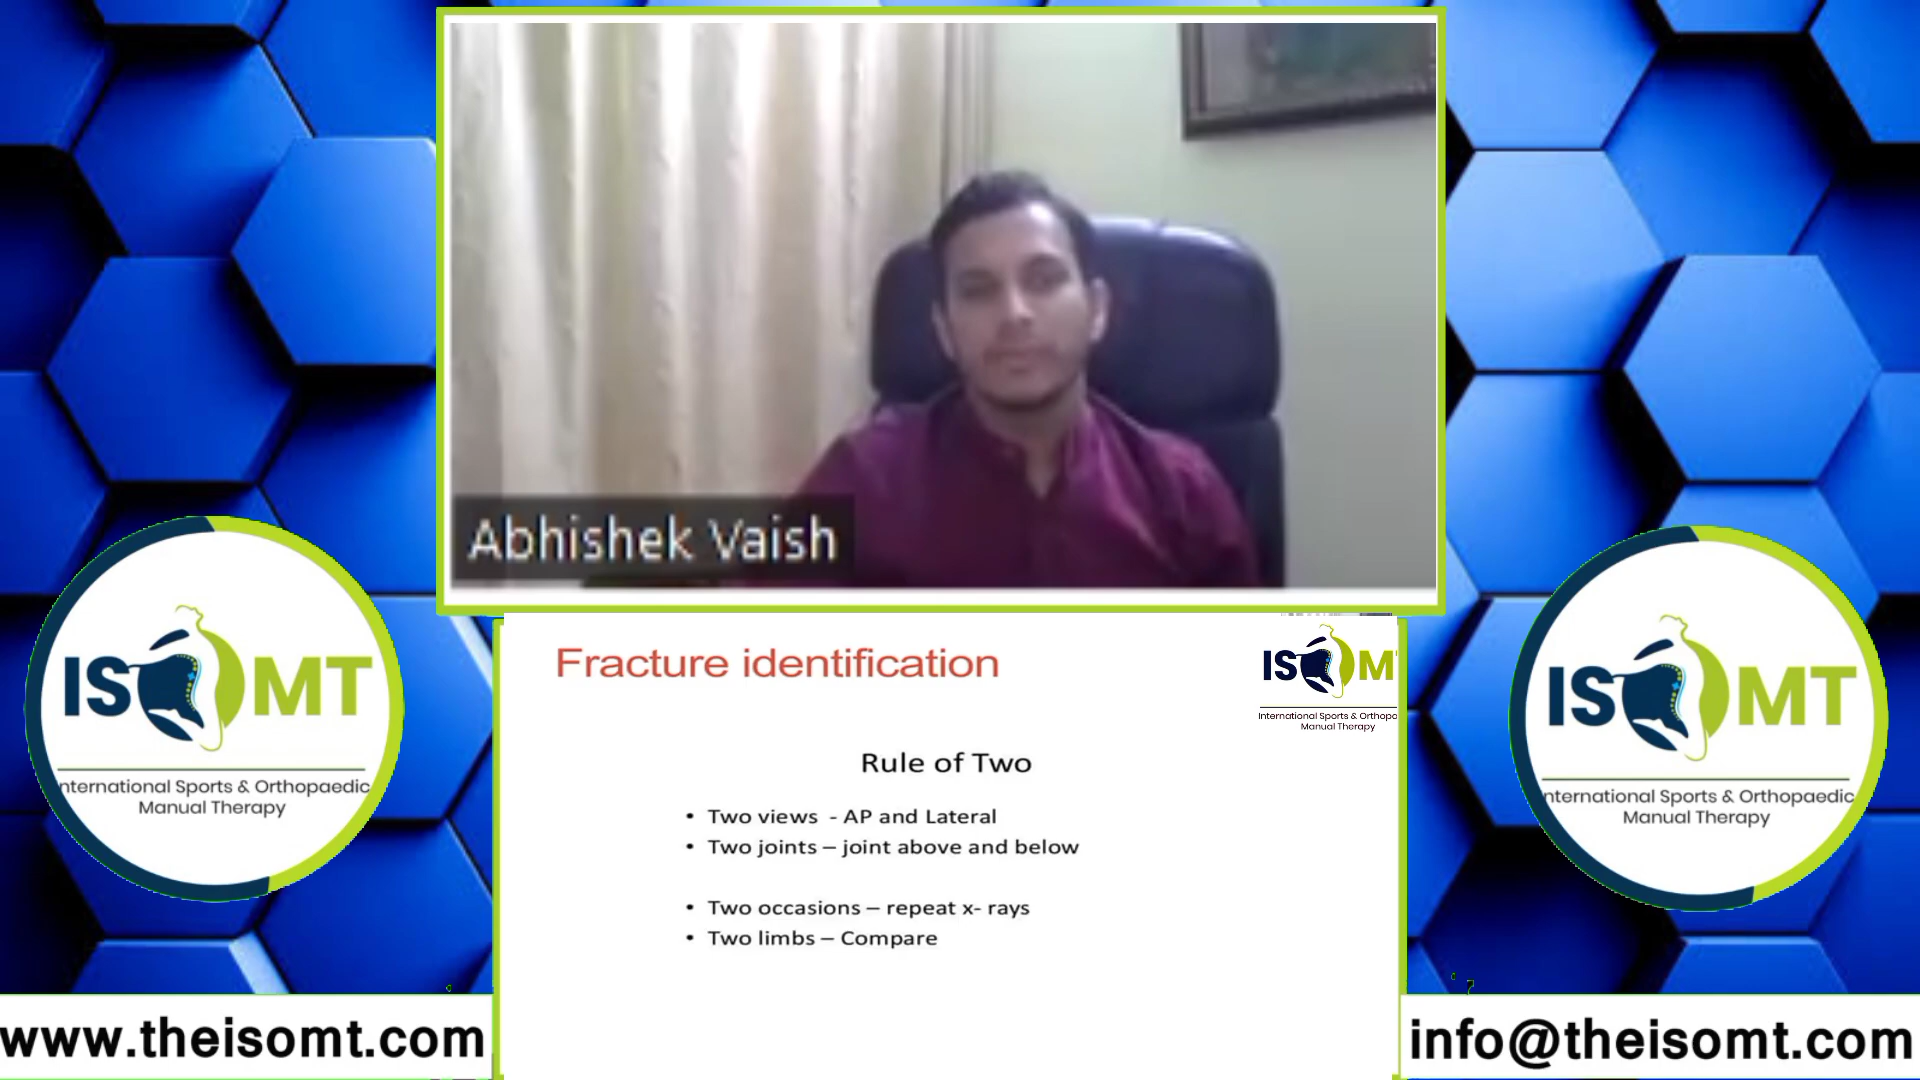 Abhishek Vaish
Fracture identification
ISOMT
International Sports & Orthopa
Manual Therapy
Rule of Two
• Two views - AP and Lateral
• Two joints – joint above and below
• Two occasions – repeat x- rays
• Two limbs – Compare
ISOMT
nternational Sports & Orthopaedic
Manual Therapy
ISOMT
nternational Sports & Orthopaedic
Manual Therapy
www.theisomt.com
info@theisomt.com